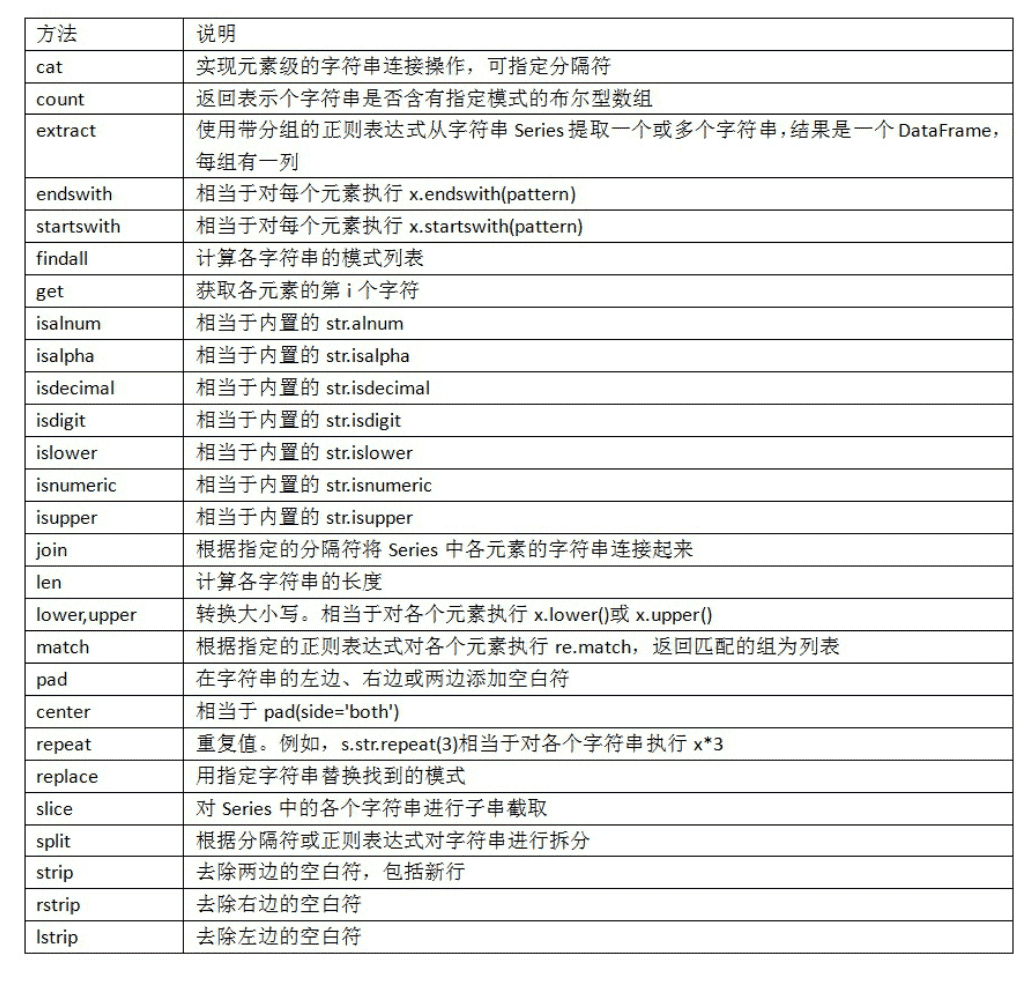 方法 说明
cat 实现元素级的字符串连接操作，可指定分隔符
count 返回表示个字符串是否含有指定模式的布尔型数组
extract 使用带分组的正则表达式从字符串 Series 提取一个或多个字符串，结果是一个 DataFrame，
每组有一列
endswith 相当于对每个元素执行 x.endswith(pattern)
startswith 相当于对每个元素执行 x.startswith(pattern)
findall 计算各字符串的模式列表
get 获取各元素的第 i 个字符
isalnum 相当于内置的 str.alnum
isalpha 相当于内置的 str.isalpha
isdecimal 相当于内置的 str.isdecimal
isdigit 相当于内置的 str.isdigit
islower 相当于内置的 str.islower
isnumeric 相当于内置的 str.isnumeric
isupper 相当于内置的 str.isupper
join 根据指定的分隔符将 Series 中各元素的字符串连接起来
len 计算各字符串的长度
lower,upper 转换大小写。相当于对各个元素执行 x.lower()或 x.upper()
match 根据指定的正则表达式对各个元素执行 re.match，返回匹配的组为列表
pad 在字符串的左边、右边或两边添加空白符
center 相当于 pad(side='both')
repeat 重复值。例如，s.str.repeat(3)相当于对各个字符串执行 x*3
replace 用指定字符串替换找到的模式
slice 对 Series 中的各个字符串进行子串截取
split 根据分隔符或正则表达式对字符串进行拆分
strip 去除两边的空白符，包括新行
rstrip 去除右边的空白符
lstrip 去除左边的空白符